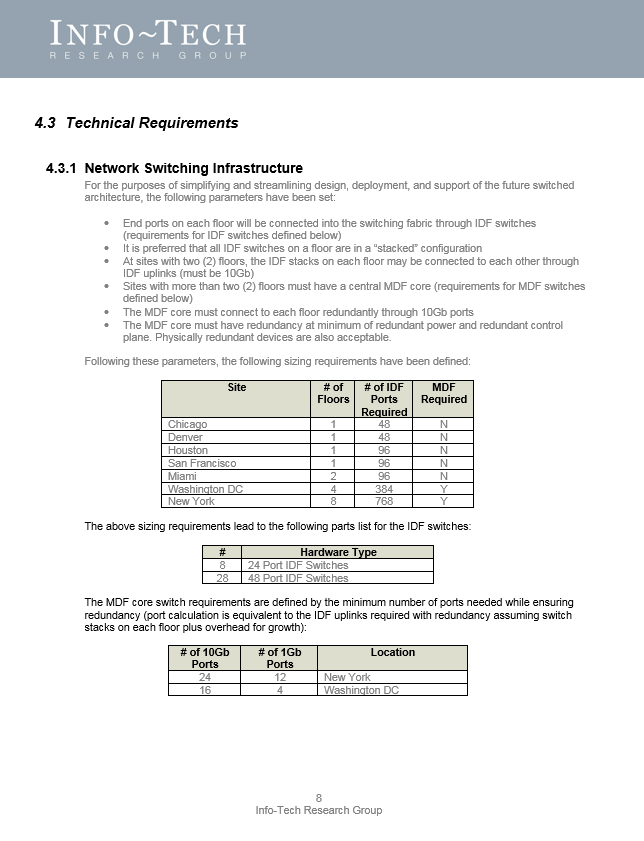 INFO~TECH
RESEARCH GROUP
4.3 Technical Requirements
4.3.1 Network Switching Infrastructure
For the purposes of simplifying and streamlining design, deployment, and support of the future switched
architecture, the following parameters have been set:
• End ports on each floor will be connected into the switching fabric through IDF switches
(requirements for IDF switches defined below)
• It is preferred that all IDF switches on a floor are in a “stacked” configuration
• At sites with two (2) floors, the IDF stacks on each floor may be connected to each other through
IDF uplinks (must be 10Gb)
• Sites with more than two (2) floors must have a central MDF core (requirements for MDF switches
defined below)
• The MDF core must connect to each floor redundantly through 10Gb ports
• The MDF core must have redundancy at minimum of redundant power and redundant control
plane. Physically redundant devices are also acceptable.
Following these parameters, the following sizing requirements have been defined:
Site # of # of IDF MDF
Floors Ports Required
Required
Chicago 1 48 N
Denver 1 48 N
Houston 1 96 N
San Francisco 1 96 N
Miami 2 96 N
Washington DC 4 384 Y
New York 8 768 Y
The above sizing requirements lead to the following parts list for the IDF switches:
# Hardware Type
8 24 Port IDF Switches
28 48 Port IDF Switches
The MDF core switch requirements are defined by the minimum number of ports needed while ensuring
redundancy (port calculation is equivalent to the IDF uplinks required with redundancy assuming switch
stacks on each floor plus overhead for growth):
# of 10Gb # of 1Gb Location
Ports Ports
24 12 New York
16 4 Washington DC
8
Info-Tech Research Group